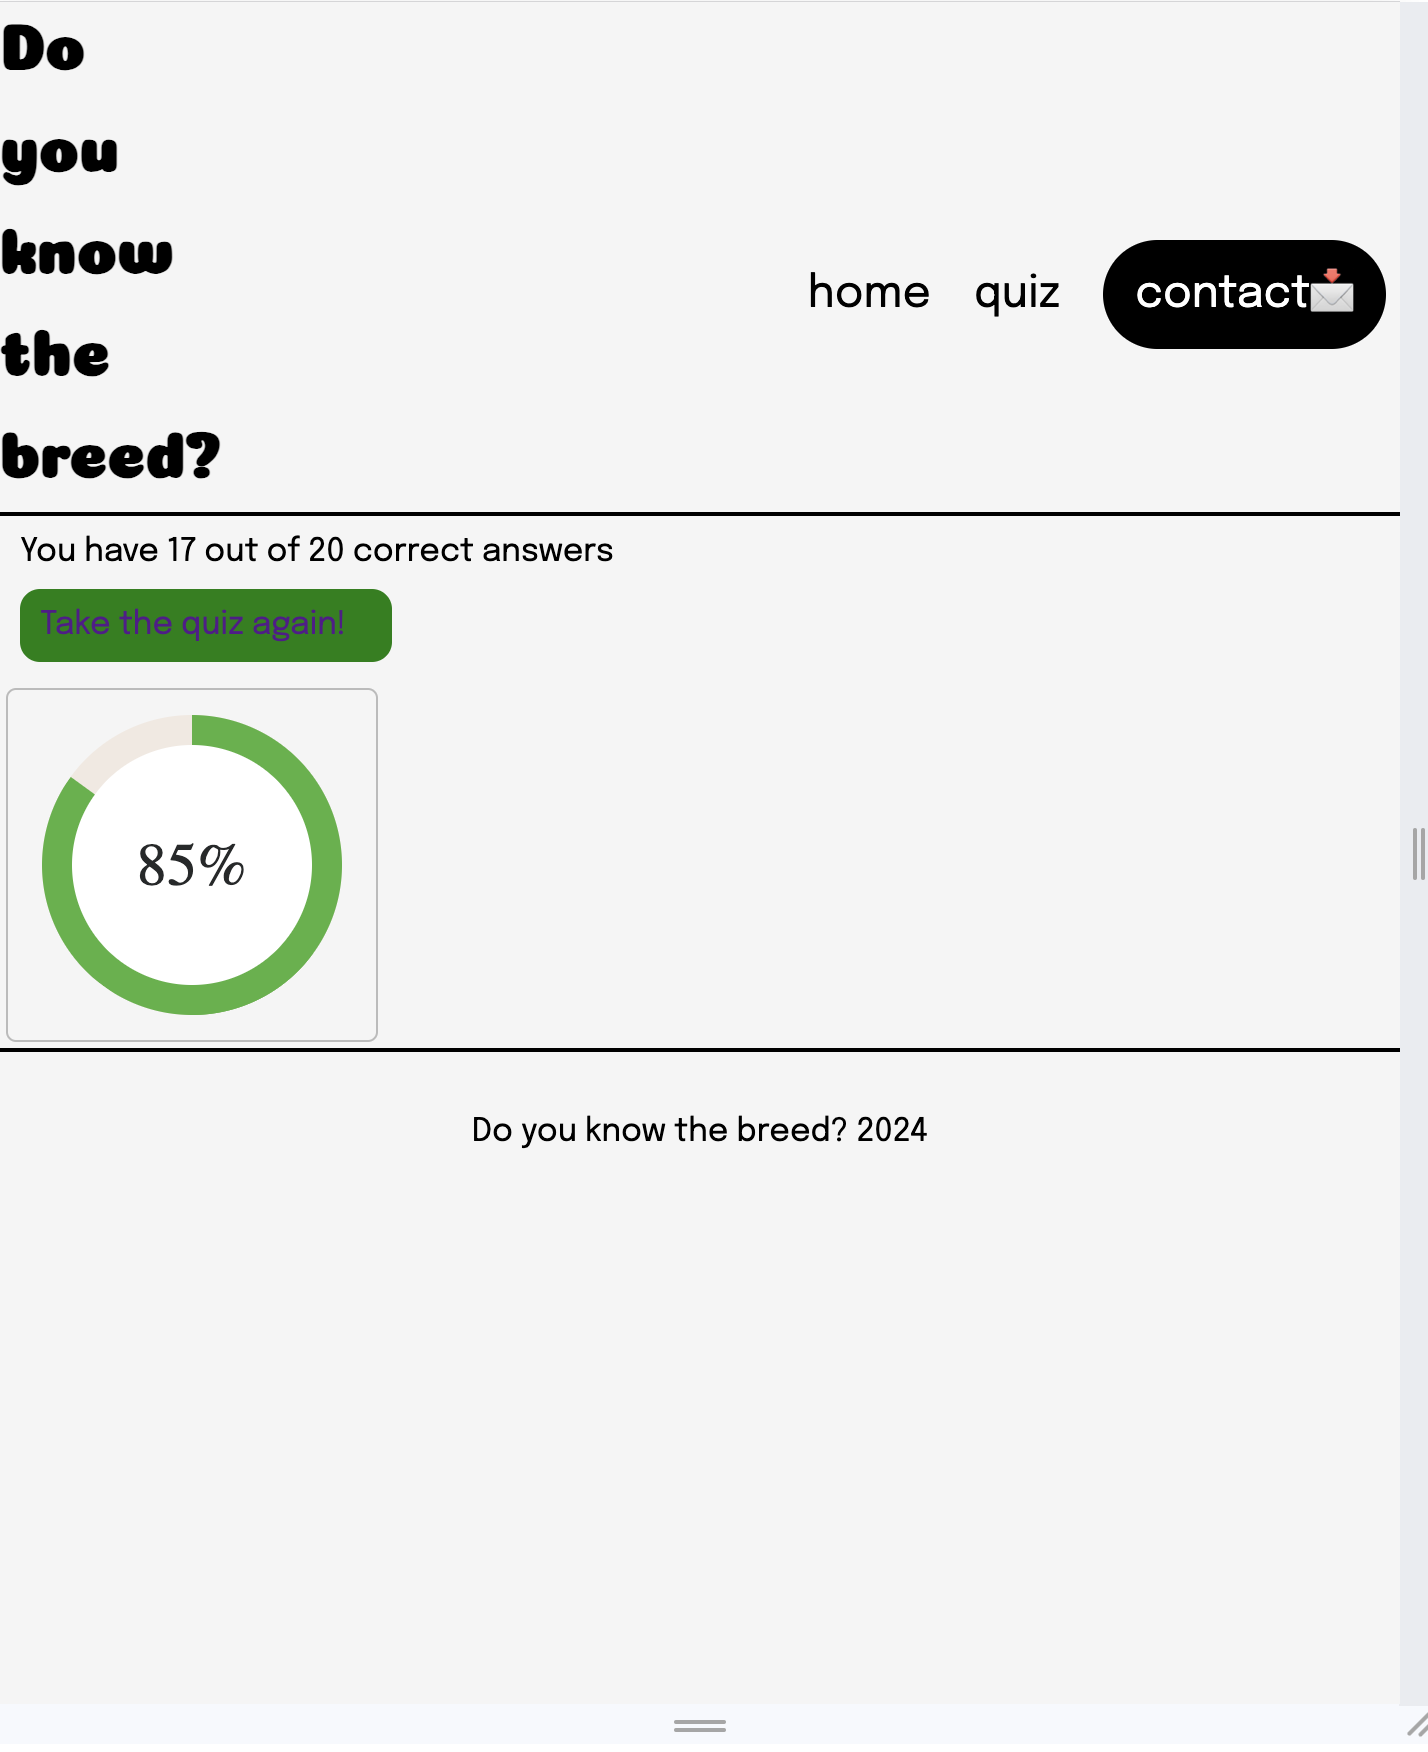 Do
you
know
the
breed?
home quiz contact
You have 17 out of 20 correct answers
Take the quiz again!
85%
Do you know the breed? 2024